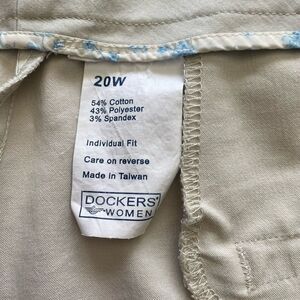 20W
54% Cotton
43% Polyester
3% Spandex
Individual Fit
Care on reverse
Made in Taiwan
DOCKERS®
WOMEN